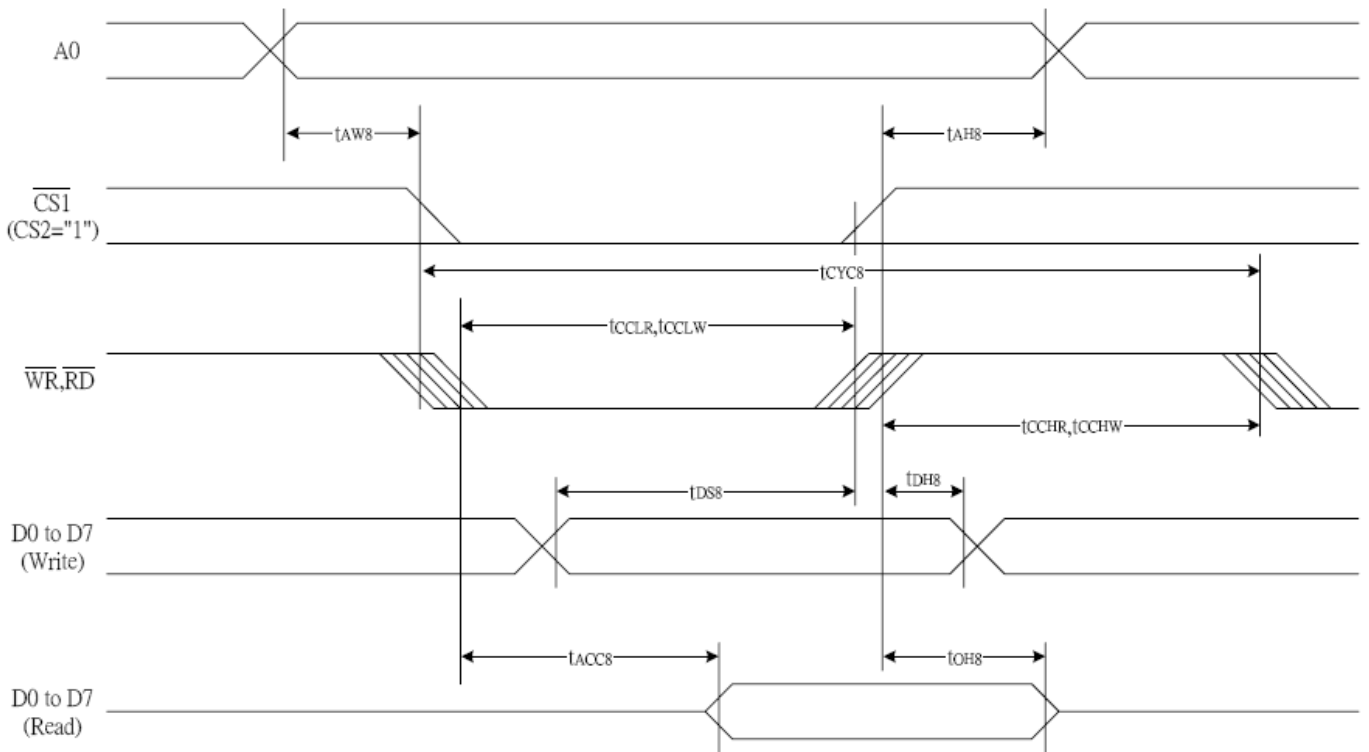 A0
tAW8
tAH8
CS1
(CS2="1")
tCYC8
tCCLR,tCCLW
WR,RD
tCCHR,tCCHW
tDS8
tDH8
D0 to D7
(Write)
tACC8
tOH8
D0 to D7
(Read)